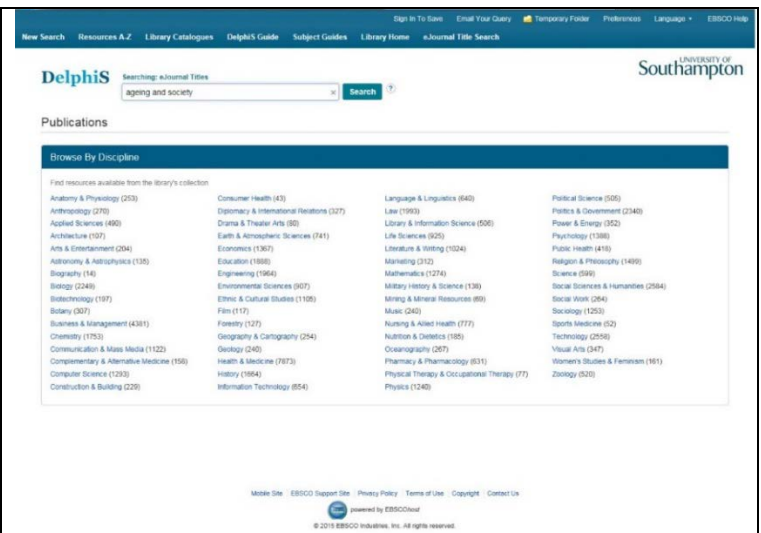 Sign In To Save Email Your Query Temporary Folder Preferences Language EBSCO Help
New Search Resources A-Z Library Catalogues DelphiS Guide Subject Guides Library Home eJournal Title Search
DelphiS
Searching: eJournal Titles
ageing and society × Search ?
UNIVERSITY OF
Southampton
Publications
Browse By Discipline
Find resources available from the library's collection
Anatomy & Physiology (253)
Anthropology (270)
Applied Sciences (490)
Architecture (107)
Arts & Entertainment (204)
Astronomy & Astrophysics (135)
Biography (14)
Biology (2249)
Biotechnology (197)
Botany (307)
Business & Management (4381)
Chemistry (1753)
Communication & Mass Media (1122)
Complementary & Alternative Medicine (156)
Computer Science (1293)
Construction & Building (229)
Consumer Health (43)
Diplomacy & International Relations (327)
Drama & Theater Arts (80)
Earth & Atmospheric Sciences (741)
Economics (1367)
Education (1888)
Engineering (1964)
Environmental Sciences (907)
Ethnic & Cultural Studies (1105)
Film (117)
Forestry (127)
Geography & Cartography (254)
Geology (240)
Health & Medicine (7873)
History (1664)
Information Technology (654)
Language & Linguistics (640)
Law (1993)
Library & Information Science (506)
Life Sciences (925)
Literature & Writing (1024)
Marketing (312)
Mathematics (1274)
Military History & Science (138)
Mining & Mineral Resources (69)
Music (240)
Nursing & Allied Health (777)
Nutrition & Dietetics (185)
Oceanography (267)
Pharmacy & Pharmacology (631)
Physical Therapy & Occupational Therapy (77)
Physics (1240)
Political Science (505)
Politics & Government (2340)
Power & Energy (352)
Psychology (1388)
Public Health (416)
Religion & Philosophy (1499)
Science (599)
Social Sciences & Humanities (2584)
Social Work (264)
Sociology (1253)
Sports Medicine (52)
Technology (2558)
Visual Arts (347)
Women's Studies & Feminism (161)
Zoology (520)
Mobile Site EBSCO Support Site Privacy Policy Terms of Use Copyright Contact Us
powered by EBSCOhost
© 2015 EBSCO Industries, Inc. All rights reserved.